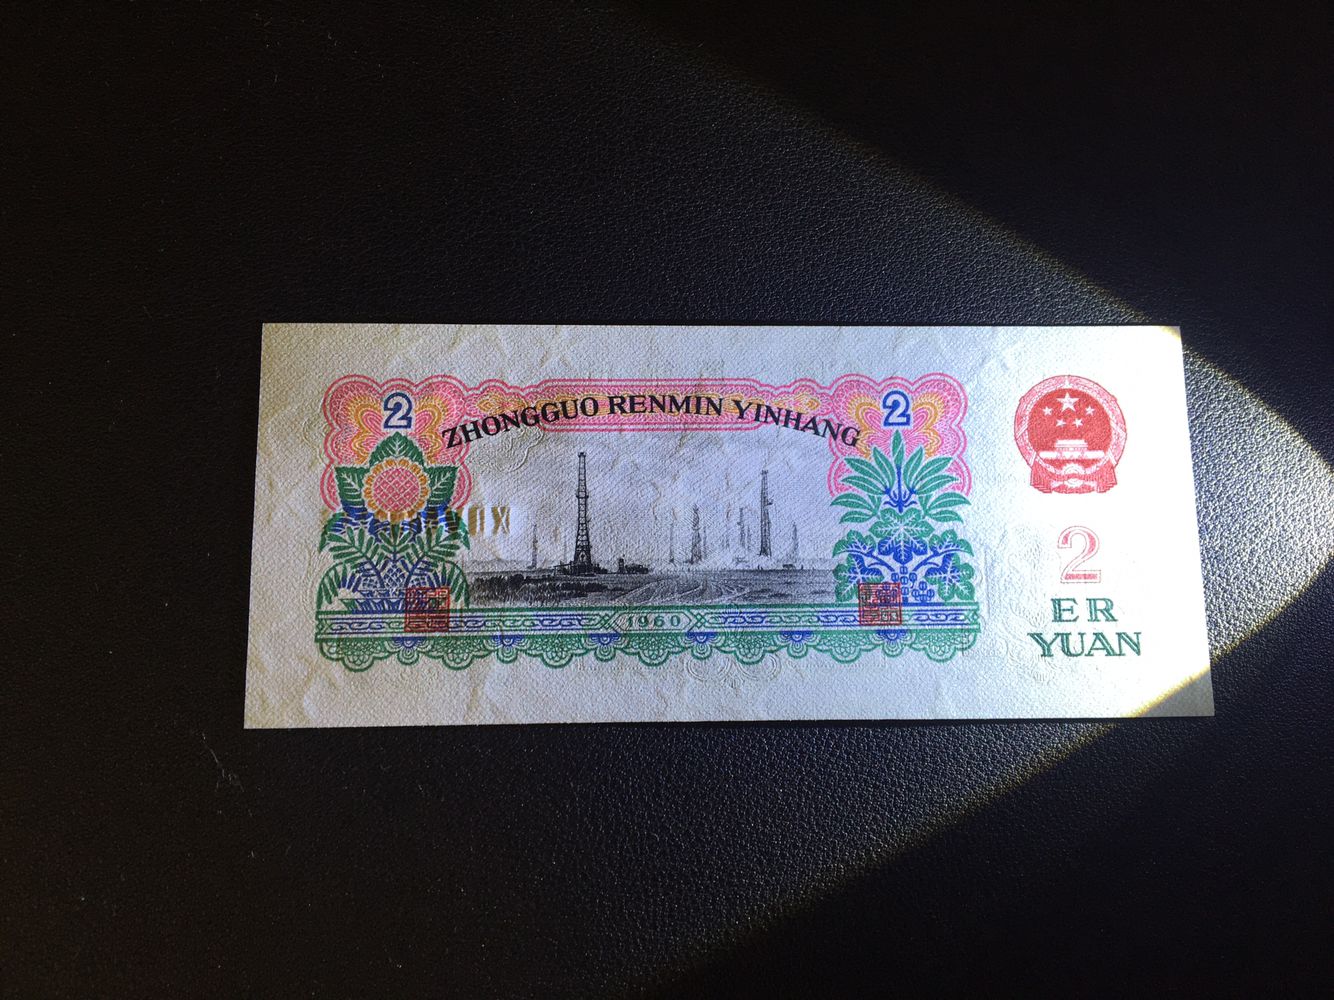 2
ZHONGGUO RENMIN YINHANG
2
1960
2
ER
YUAN